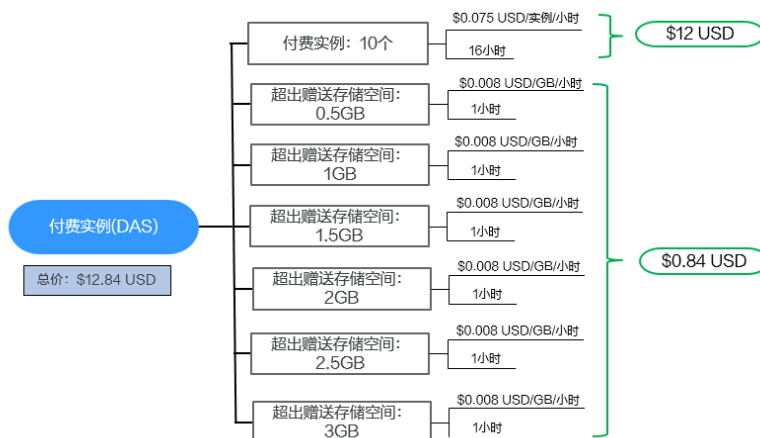 $0.075 USD/实例/小时
付费实例：10个
16小时
$12 USD
$0.008 USD/GB/小时
超出赠送存储空间：
0.5GB
1小时
$0.008 USD/GB/小时
超出赠送存储空间：
1GB
1小时
$0.008 USD/GB/小时
超出赠送存储空间：
1.5GB
1小时
付费实例(DAS)
总价：$12.84 USD
$0.84 USD
$0.008 USD/GB/小时
超出赠送存储空间：
2GB
1小时
$0.008 USD/GB/小时
超出赠送存储空间：
2.5GB
1小时
$0.008 USD/GB/小时
超出赠送存储空间：
3GB
1小时